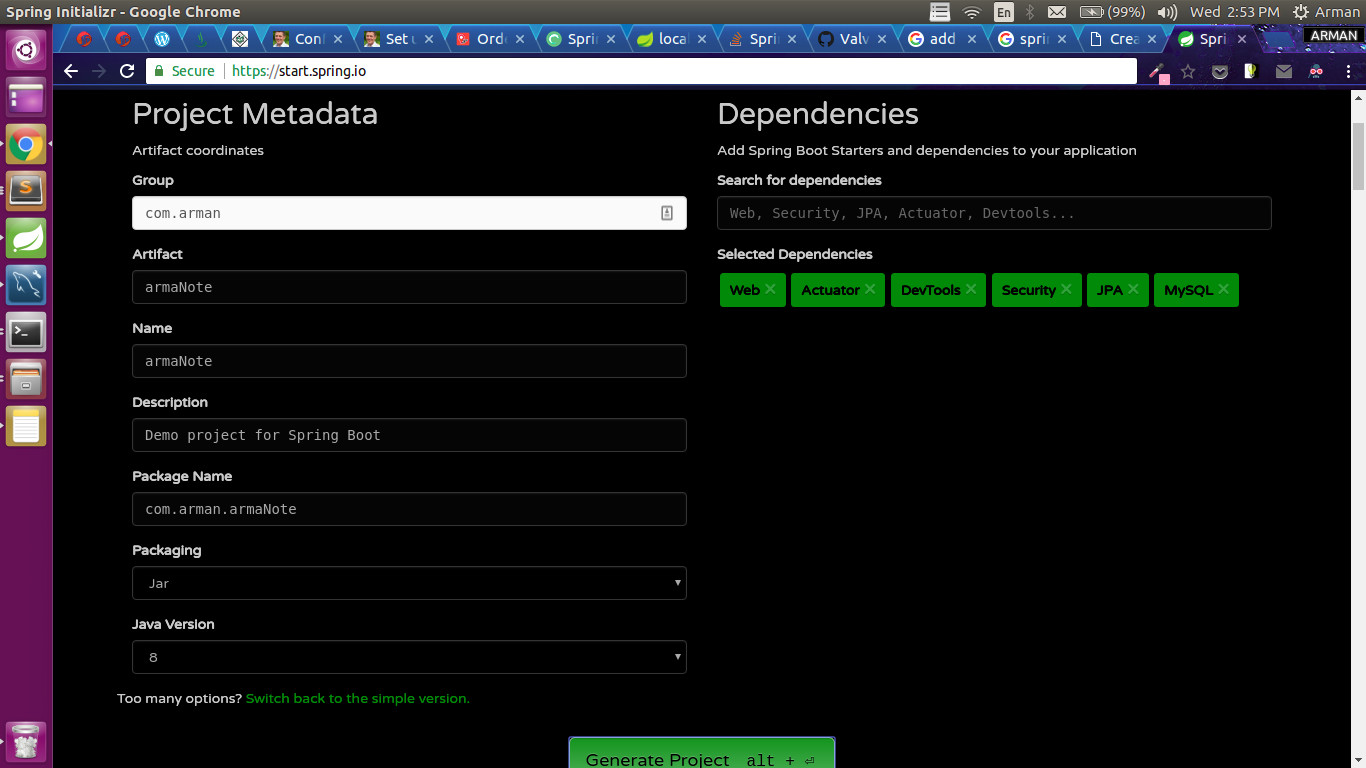 Spring Initializr - Google Chrome
En
(99%)
Wed 2:53 PM
Arman
Conf
Set u
Orde
Sprin
local
Sprin
Valv
add
sprin
Crea
Sprin
ARMAN
Secure
https://start.spring.io
Project Metadata
Artifact coordinates
Group
com.arman
Artifact
armaNote
Name
armaNote
Description
Demo project for Spring Boot
Package Name
com.arman.armaNote
Packaging
Jar
Java Version
8
Too many options? Switch back to the simple version.
Dependencies
Add Spring Boot Starters and dependencies to your application
Search for dependencies
Web, Security, JPA, Actuator, Devtools...
Selected Dependencies
Web × Actuator × DevTools × Security × JPA × MySQL ×
Generate Project alt + ⏎